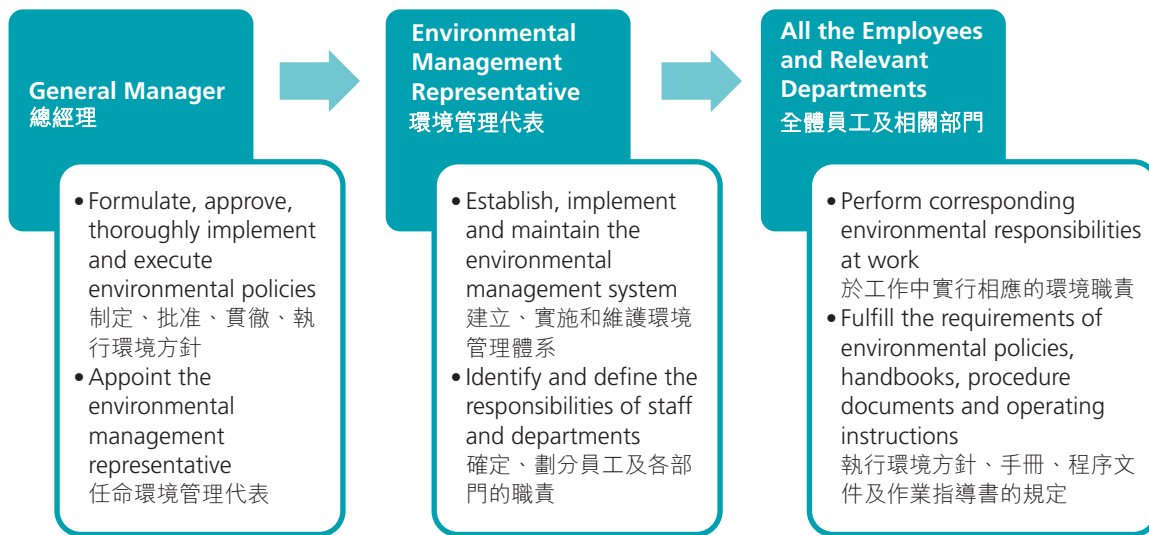 General Manager
總經理
• Formulate, approve,
thoroughly implement
and execute
environmental policies
制定、批准、貫徹、執
行環境方針
• Appoint the
environmental
management
representative
任命環境管理代表
Environmental
Management
Representative
環境管理代表
• Establish, implement
and maintain the
environmental
management system
建立、實施和維護環境
管理體系
• Identify and define the
responsibilities of staff
and departments
確定、劃分員工及各部
門的職責
All the Employees
and Relevant
Departments
全體員工及相關部門
• Perform corresponding
environmental responsibilities
at work
於工作中實行相應的環境職責
• Fulfill the requirements of
environmental policies,
handbooks, procedure
documents and operating
instructions
執行環境方針、手冊、程序文
件及作業指導書的規定